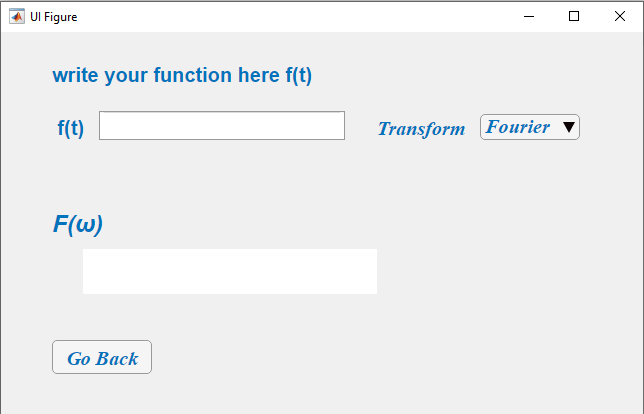 UI Figure
write your function here f(t)
f(t)
Transform Fourier
F(ω)
Go Back